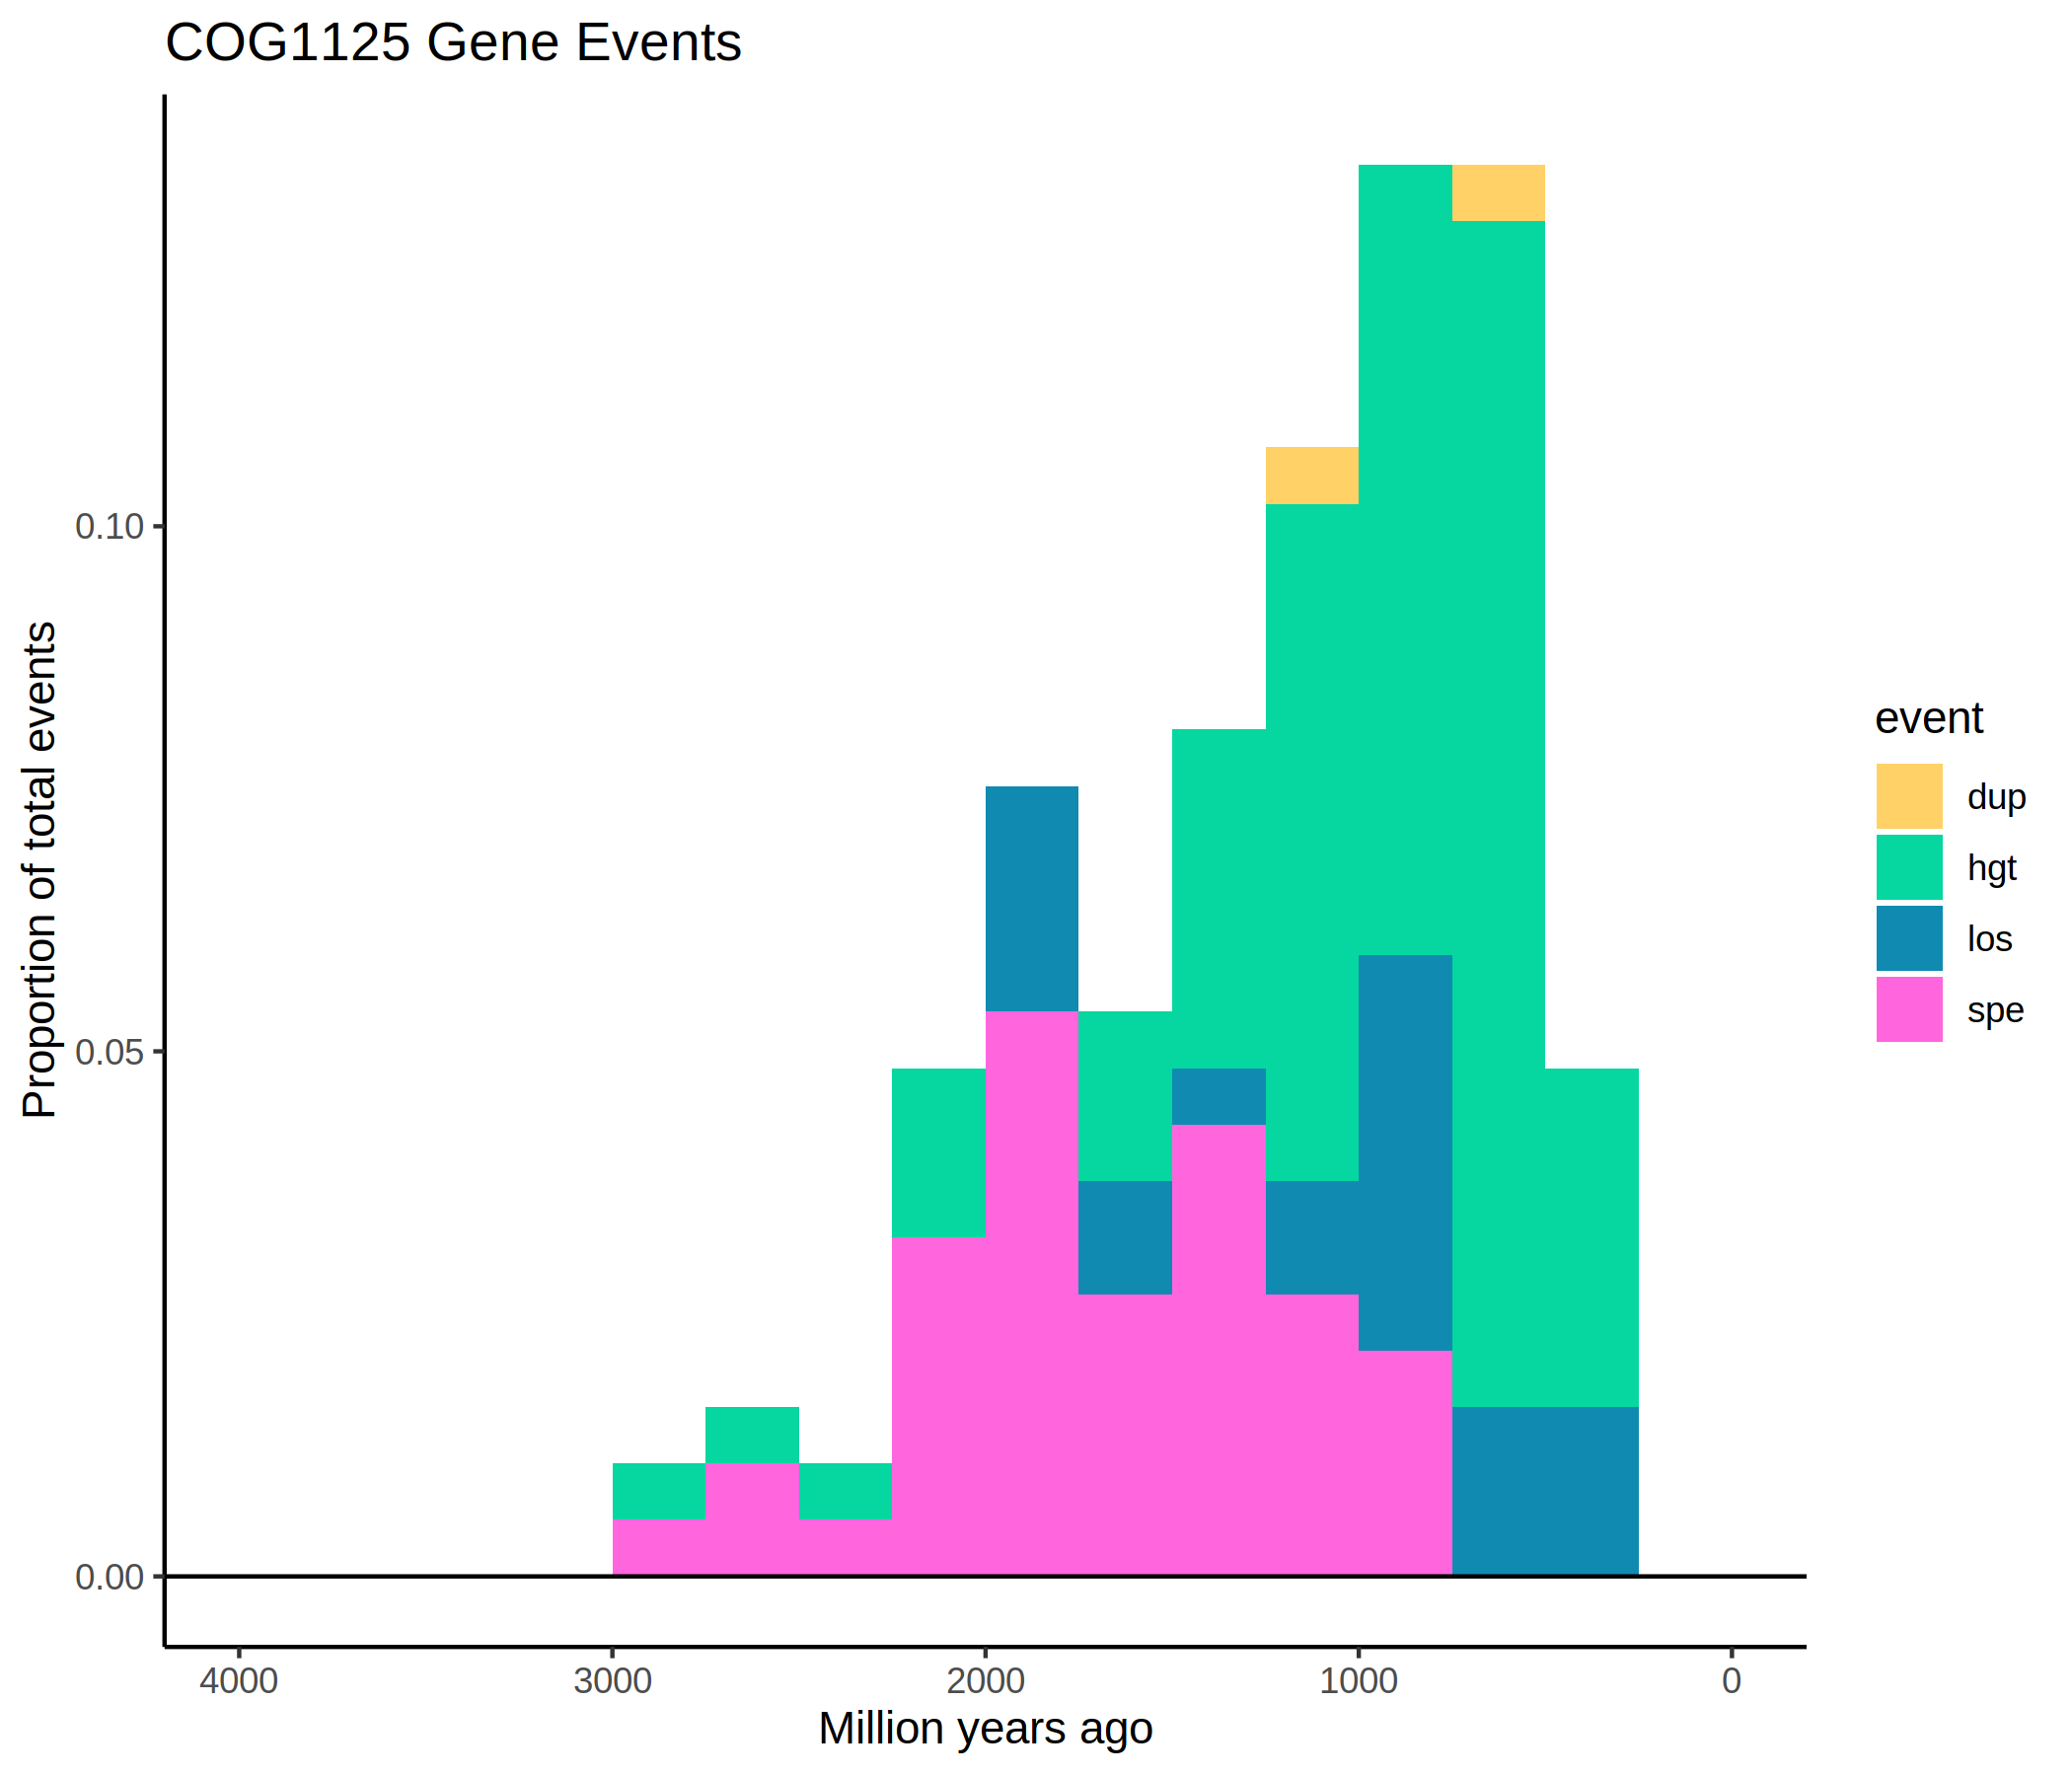 COG1125 Gene Events
Proportion of total events
0.10
0.05
0.00
4000 3000 2000 1000 0
Million years ago
event
dup
hgt
los
spe